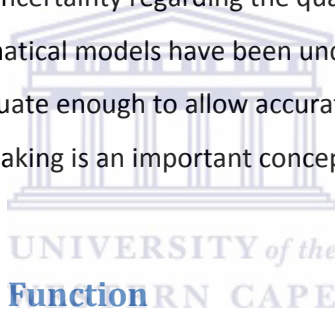 ncertainty regarding the qua
matical models have been und
uate enough to allow accurat
aking is an important concep
UNIVERSITY of the
Function
WESTERN CAPE